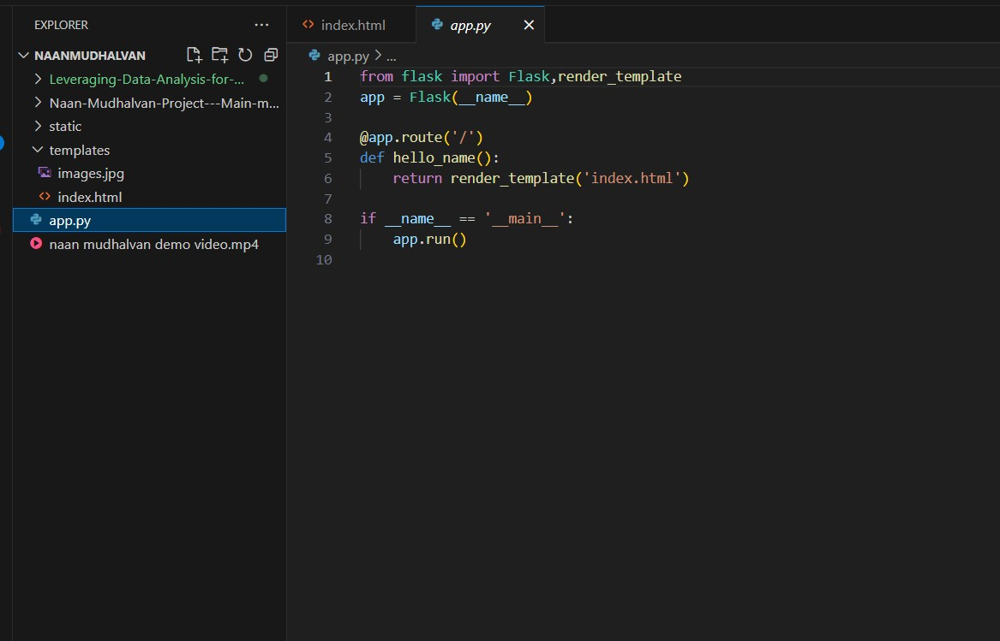 EXPLORER
NAANMUDHALVAN
Leveraging-Data-Analysis-for-...
Naan-Mudhalvan-Project---Main-m...
static
templates
images.jpg
index.html
app.py
naan mudhalvan demo video.mp4
index.html
app.py
app.py > ...
1 from flask import Flask,render_template
2 app = Flask(__name__)
3
4 @app.route('/')
5 def hello_name():
6     return render_template('index.html')
7
8 if __name__ == '__main__':
9     app.run()
10